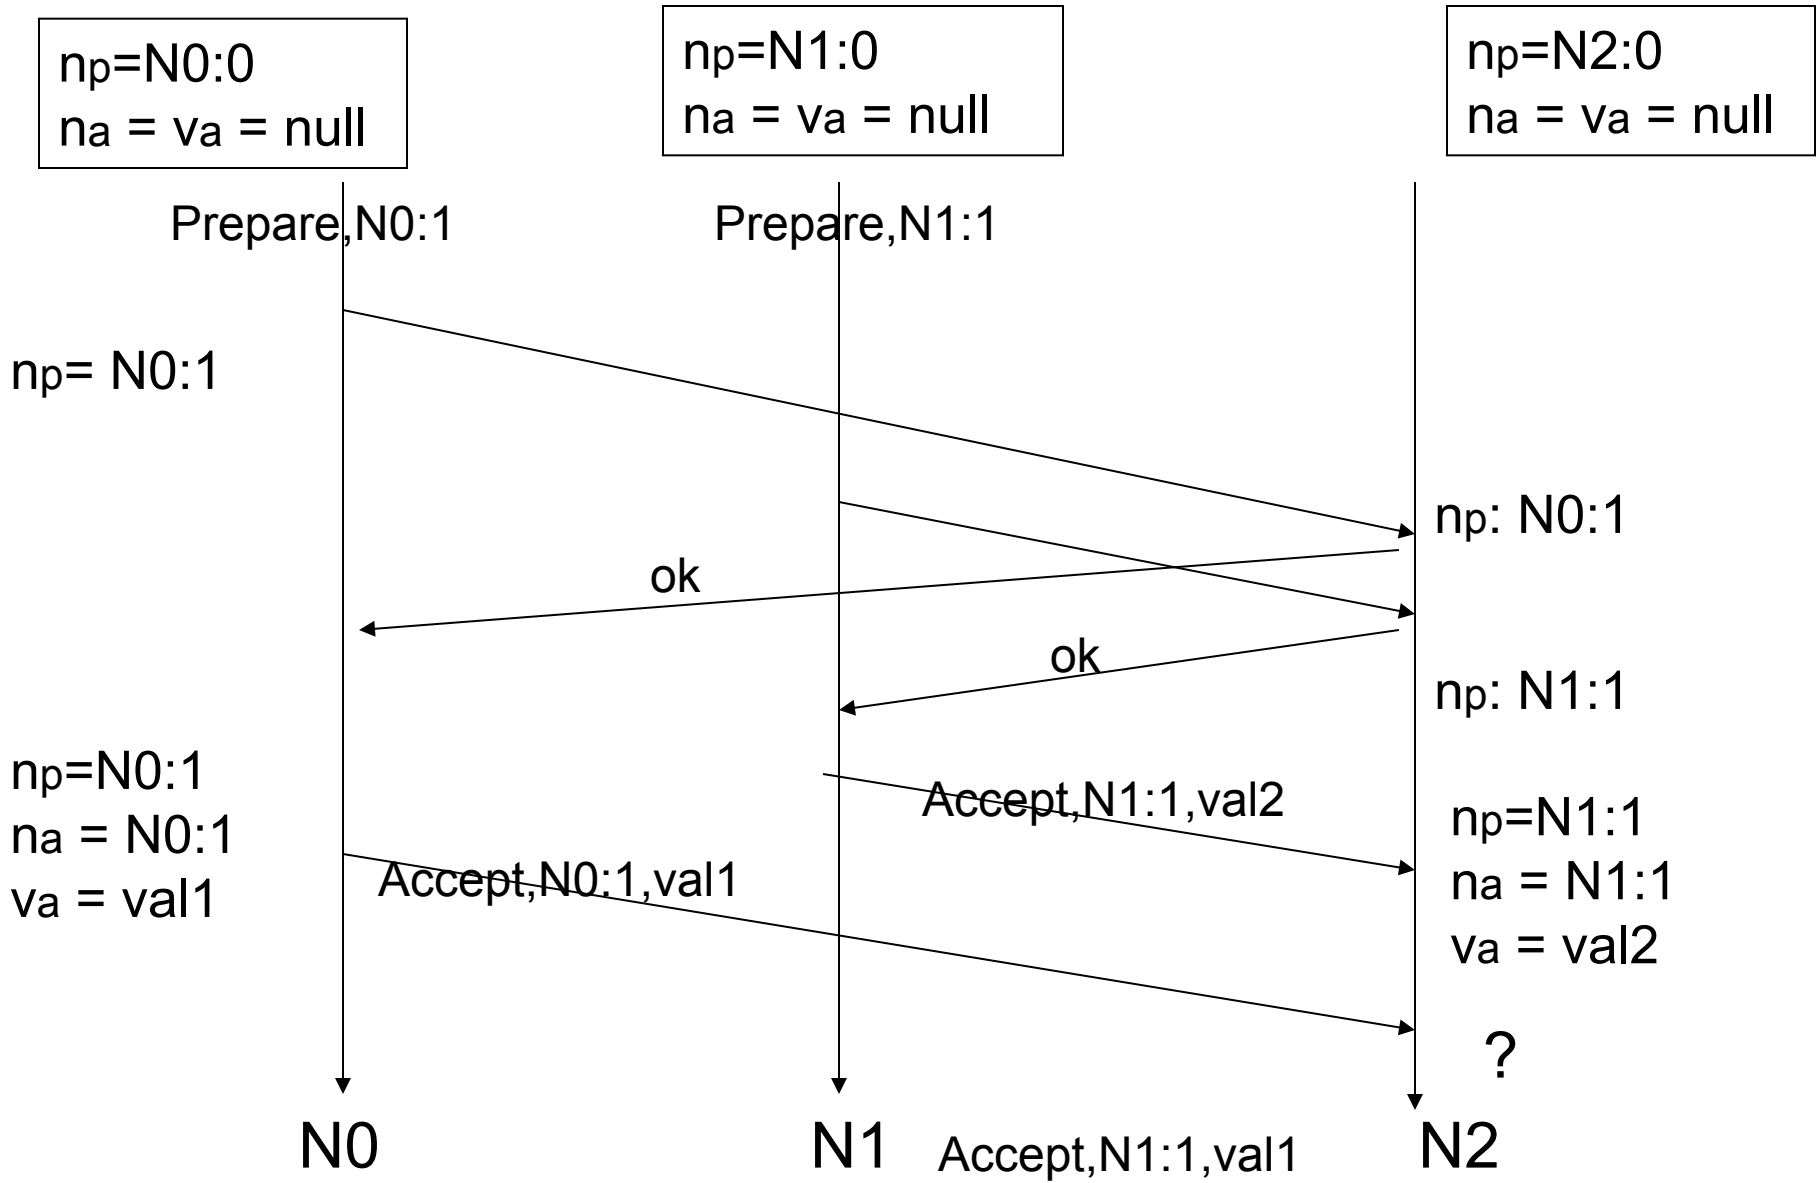 np=N0:0
na = va = null
np=N1:0
na = va = null
np=N2:0
na = va = null
Prepare,N0:1
Prepare,N1:1
np= N0:1
np: N0:1
ok
ok
np: N1:1
np=N0:1
na = N0:1
va = val1
Accept,N1:1,val2
Accept,N0:1,val1
np=N1:1
na = N1:1
va = val2
?
N0
N1
Accept,N1:1,val1
N2